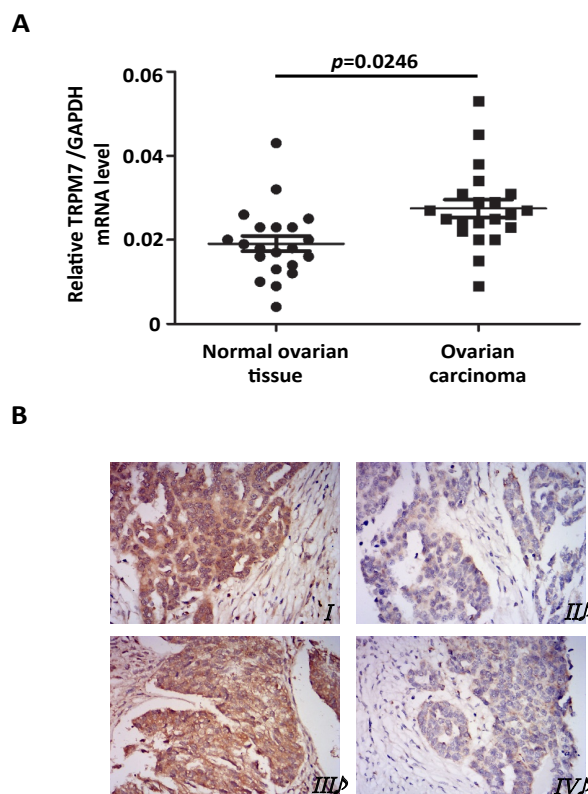 A
p=0.0246
0.06
0.04
0.02
0
Relative TRPM7 /GAPDH
mRNA level
Normal ovarian
tissue
Ovarian
carcinoma
B
I
II
III
IV